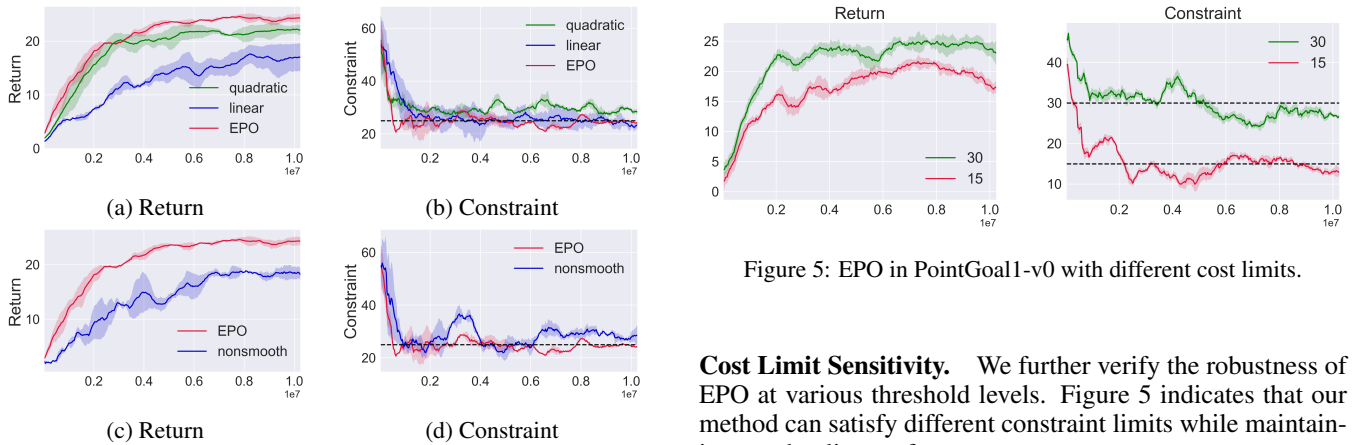 Return
20
10
0
quadratic
linear
EPO
0.2 0.4 0.6 0.8 1.0
1e7
(a) Return
Constraint
60
40
20
quadratic
linear
EPO
0.2 0.4 0.6 0.8 1.0
1e7
(b) Constraint
Return
20
10
EPO
nonsmooth
0.2 0.4 0.6 0.8 1.0
1e7
(c) Return
Constraint
60
40
20
EPO
nonsmooth
0.2 0.4 0.6 0.8 1.0
1e7
(d) Constraint
Return
25
20
15
10
5
0
30
15
0.2 0.4 0.6 0.8 1.0
1e7
Constraint
40
30
20
10
30
15
0.2 0.4 0.6 0.8 1.0
1e7
Figure 5: EPO in PointGoal1-v0 with different cost limits.
Cost Limit Sensitivity. We further verify the robustness of
EPO at various threshold levels. Figure 5 indicates that our
method can satisfy different constraint limits while maintain-